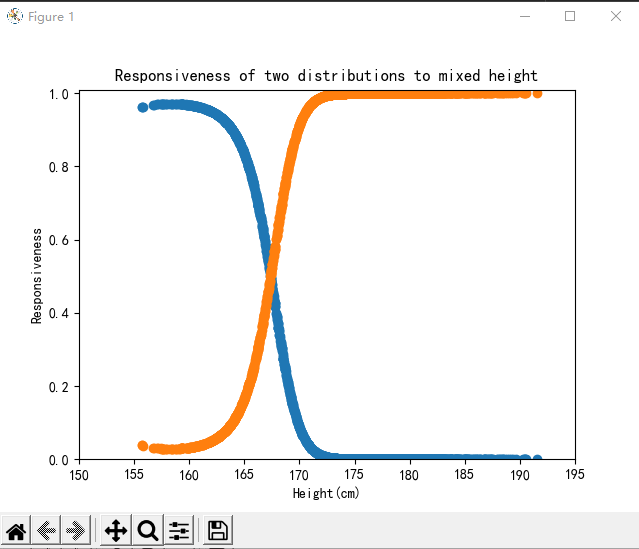 Figure 1
Responsiveness of two distributions to mixed height
1.0
0.8
0.6
0.4
0.2
0.0
Responsiveness
150 155 160 165 170 175 180 185 190 195
Height(cm)